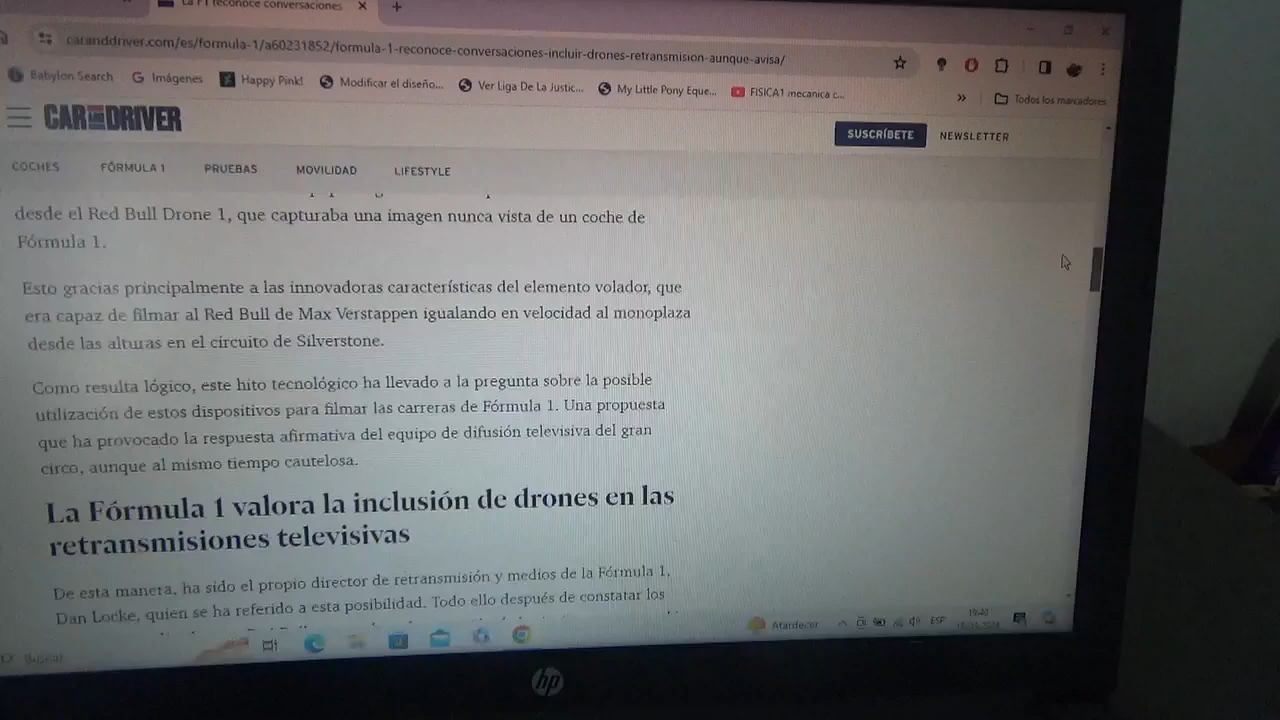 La F1 reconoce conversaciones
caranddriver.com/es/formula-1/a60231852/formula-1-reconoce-conversaciones-incluir-drones-retransmision-aunque-avisa/
Babylon Search
Imágenes
Happy Pink!
Modificar el diseño...
Ver Liga De La Justic...
My Little Pony Eque...
FISICA1 mecanica c...
»
Todos los marcadores
CAR AND DRIVER
SUSCRÍBETE
NEWSLETTER
COCHES
FÓRMULA 1
PRUEBAS
MOVILIDAD
LIFESTYLE
desde el Red Bull Drone 1, que capturaba una imagen nunca vista de un coche de
Fórmula 1.
Esto gracias principalmente a las innovadoras características del elemento volador, que
era capaz de filmar al Red Bull de Max Verstappen igualando en velocidad al monoplaza
desde las alturas en el circuito de Silverstone.
Como resulta lógico, este hito tecnológico ha llevado a la pregunta sobre la posible
utilización de estos dispositivos para filmar las carreras de Fórmula 1. Una propuesta
que ha provocado la respuesta afirmativa del equipo de difusión televisiva del gran
circo, aunque al mismo tiempo cautelosa.
La Fórmula 1 valora la inclusión de drones en las
retransmisiones televisivas
De esta manera, ha sido el propio director de retransmisión y medios de la Fórmula 1,
Dan Locke, quien se ha referido a esta posibilidad. Todo ello después de constatar los
Buscar
Atardecer
ESP
19:40
hp